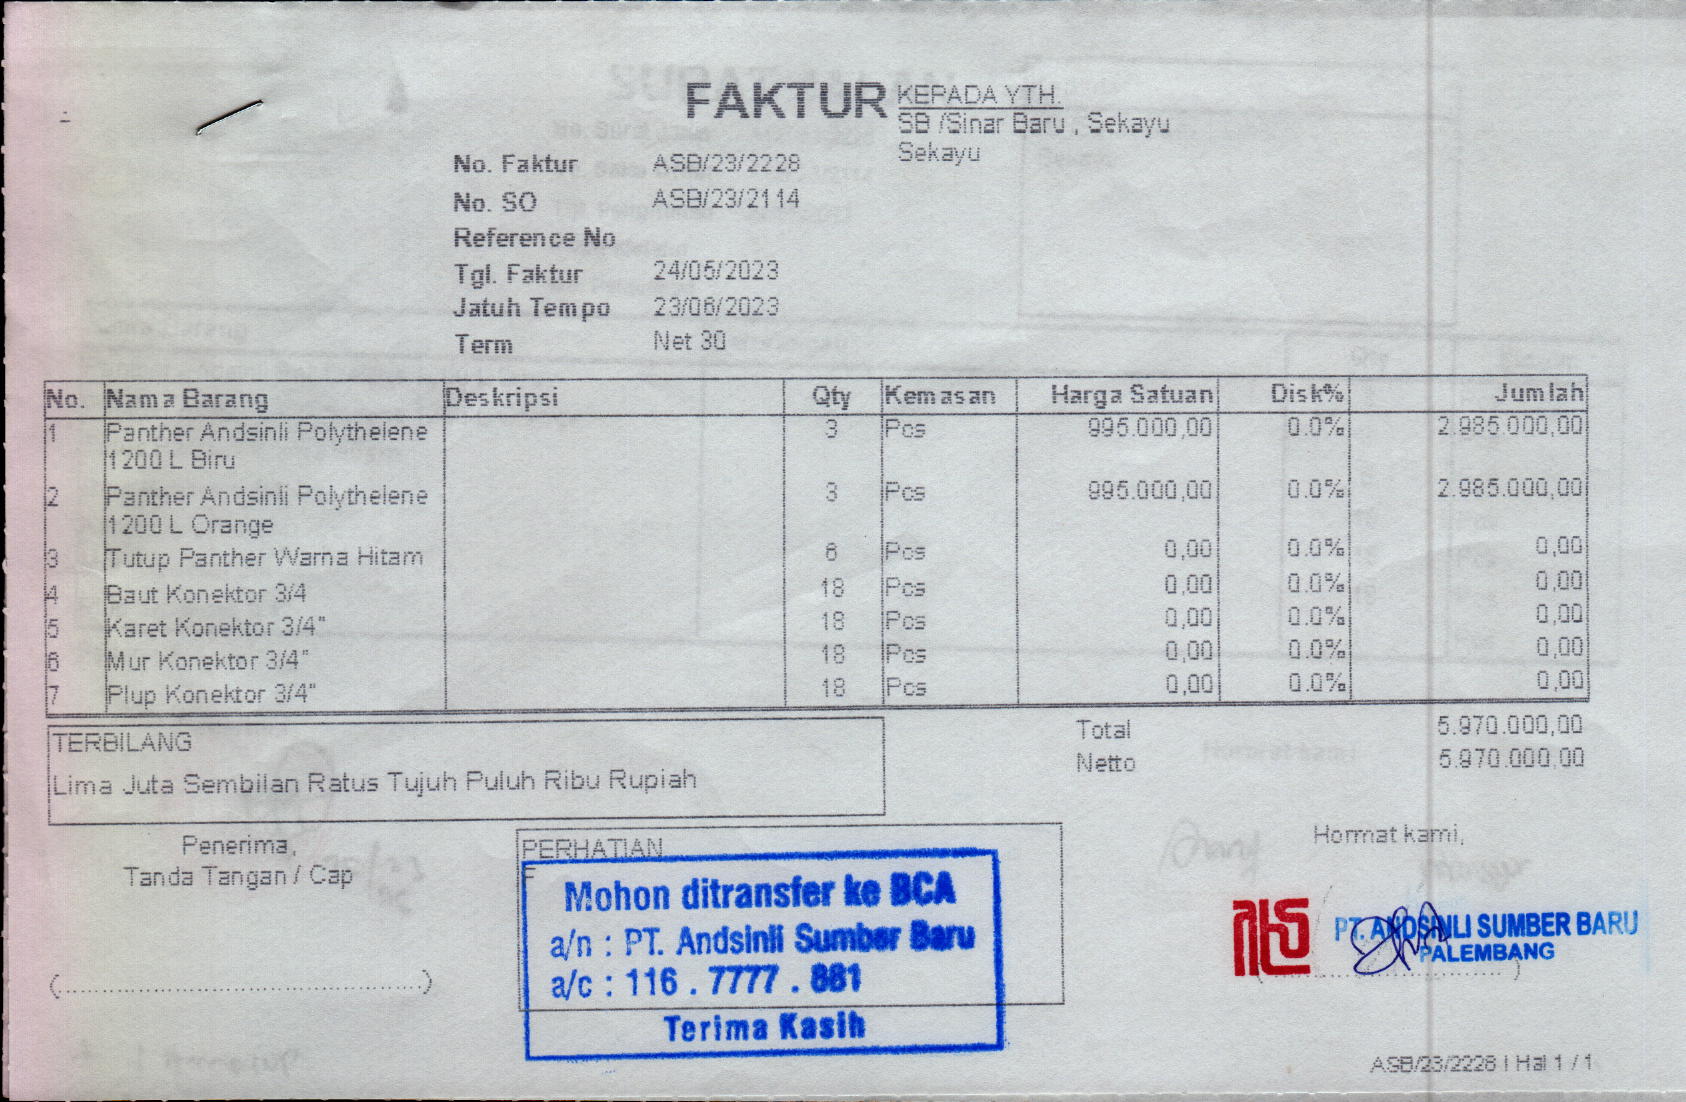 FAKTUR
KEPADA YTH.
SB /Sinar Baru , Sekayu
Sekayu
No. Faktur ASB/23/2228
No. SO ASB/23/2114
Reference No
Tgl. Faktur 24/05/2023
Jatuh Tempo 23/06/2023
Term Net 30
No. Nama Barang Deskripsi Qty Kemasan Harga Satuan Disk% Jumlah
1 Panther Andsinli Polythelene 3 Pcs 995.000,00 0.0% 2.985.000,00
1200 L Biru
2 Panther Andsinli Polythelene 3 Pcs 995.000,00 0.0% 2.985.000,00
1200 L Orange
3 Tutup Panther Warna Hitam 6 Pcs 0,00 0.0% 0,00
4 Baut Konektor 3/4 18 Pcs 0,00 0.0% 0,00
5 Karet Konektor 3/4" 18 Pcs 0,00 0.0% 0,00
6 Mur Konektor 3/4" 18 Pcs 0,00 0.0% 0,00
7 Plup Konektor 3/4" 18 Pcs 0,00 0.0% 0,00
Total 5.970.000,00
Netto 5.970.000,00
TERBILANG
Lima Juta Sembilan Ratus Tujuh Puluh Ribu Rupiah
Penerima,
Tanda Tangan / Cap
(........................................)
PERHATIAN
Mohon ditransfer ke BCA
a/n : PT. Andsinli Sumber Baru
a/c : 116 . 7777 . 881
Terima Kasih
Hormat kami,
PT. ANDSINLI SUMBER BARU
PALEMBANG
ASB/23/2228 | Hal 1 / 1